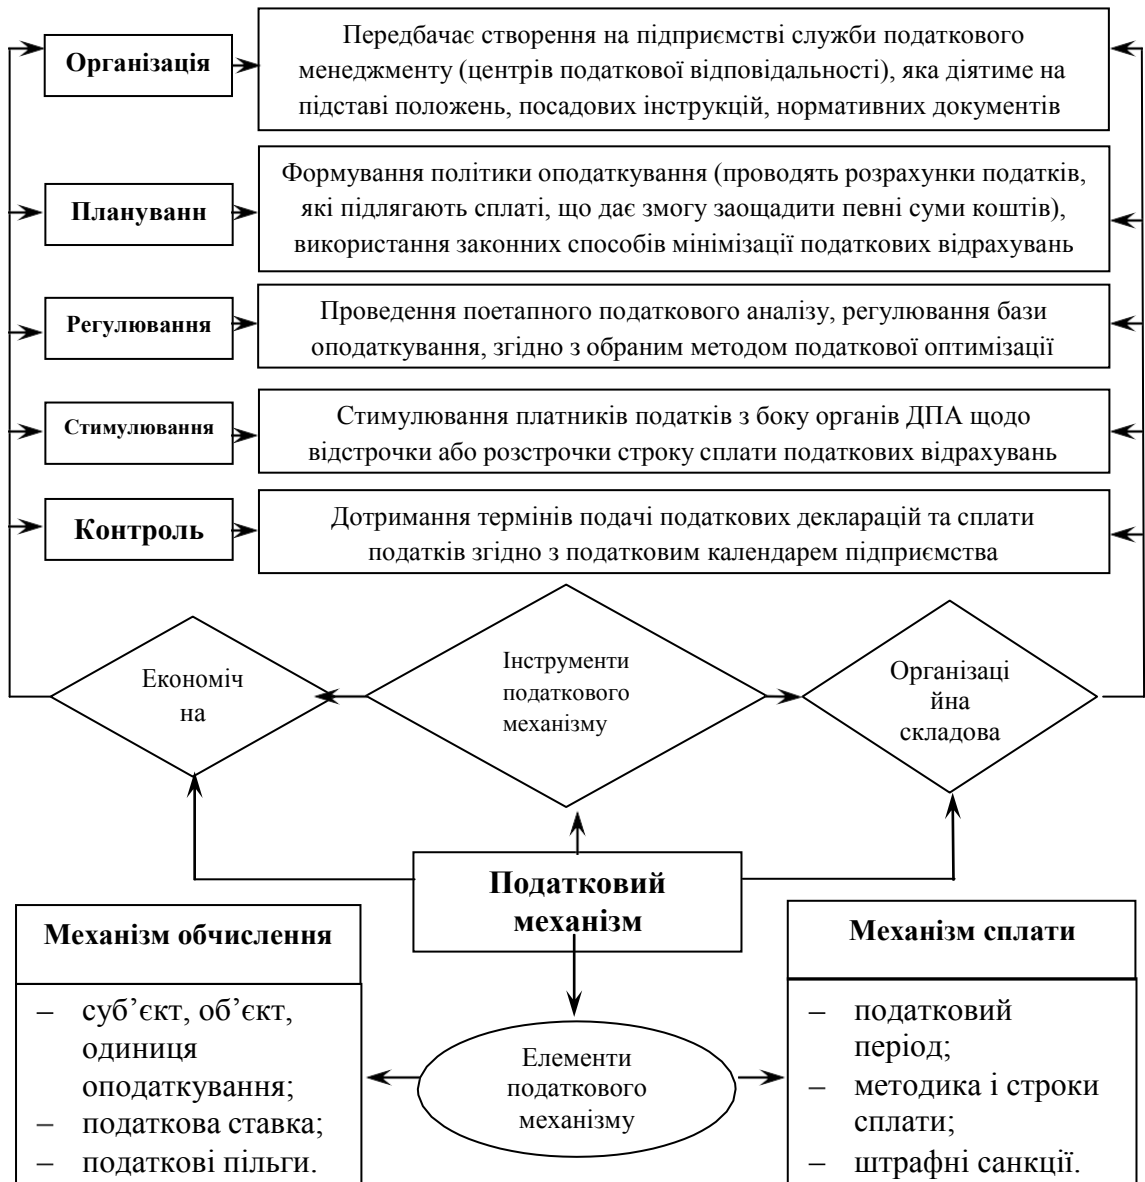 Організація
Передбачає створення на підприємстві служби податкового
менеджменту (центрів податкової відповідальності), яка діятиме на
підставі положень, посадових інструкцій, нормативних документів
Плануванн
Формування політики оподаткування (проводять розрахунки податків,
які підлягають сплаті, що дає змогу заощадити певні суми коштів),
використання законних способів мінімізації податкових відрахувань
Регулювання
Проведення поетапного податкового аналізу, регулювання бази
оподаткування, згідно з обраним методом податкової оптимізації
Стимулювання
Стимулювання платників податків з боку органів ДПА щодо
відстрочки або розстрочки строку сплати податкових відрахувань
Контроль
Дотримання термінів подачі податкових декларацій та сплати
податків згідно з податковим календарем підприємства
Економіч
на
Інструменти
податкового
механізму
Організаці
йна
складова
Податковий
механізм
Механізм обчислення
– суб’єкт, об’єкт,
одиниця
оподаткування;
– податкова ставка;
– податкові пільги.
Елементи
податкового
механізму
Механізм сплати
– податковий
період;
– методика і строки
сплати;
– штрафні санкції.